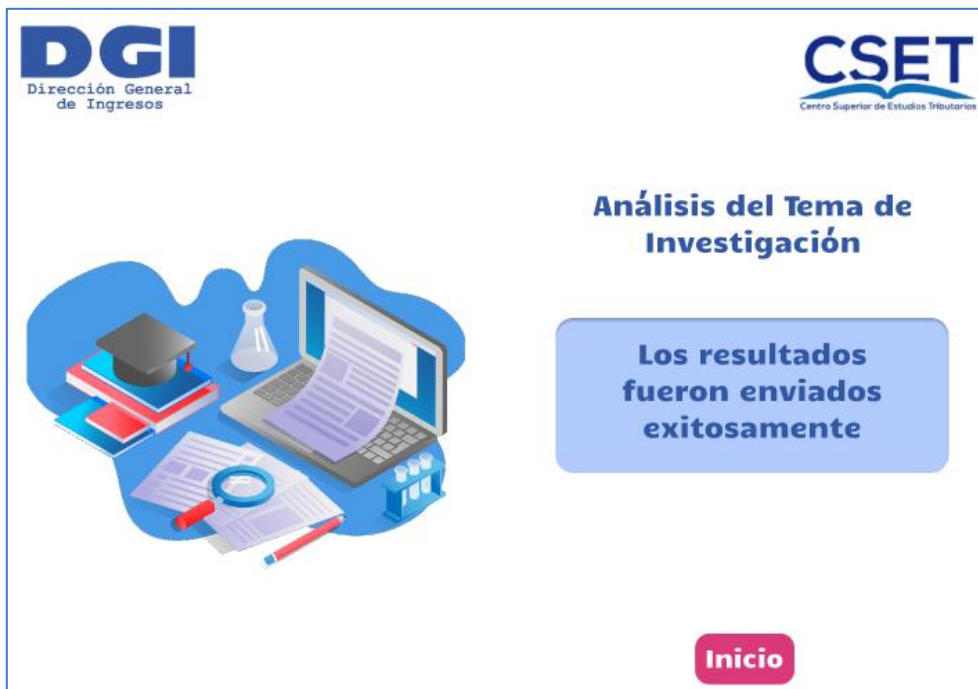 DGI
Dirección General
de Ingresos
CSET
Centro Superior de Estudios Tributarios
Análisis del Tema de
Investigación
Los resultados
fueron enviados
exitosamente
Inicio